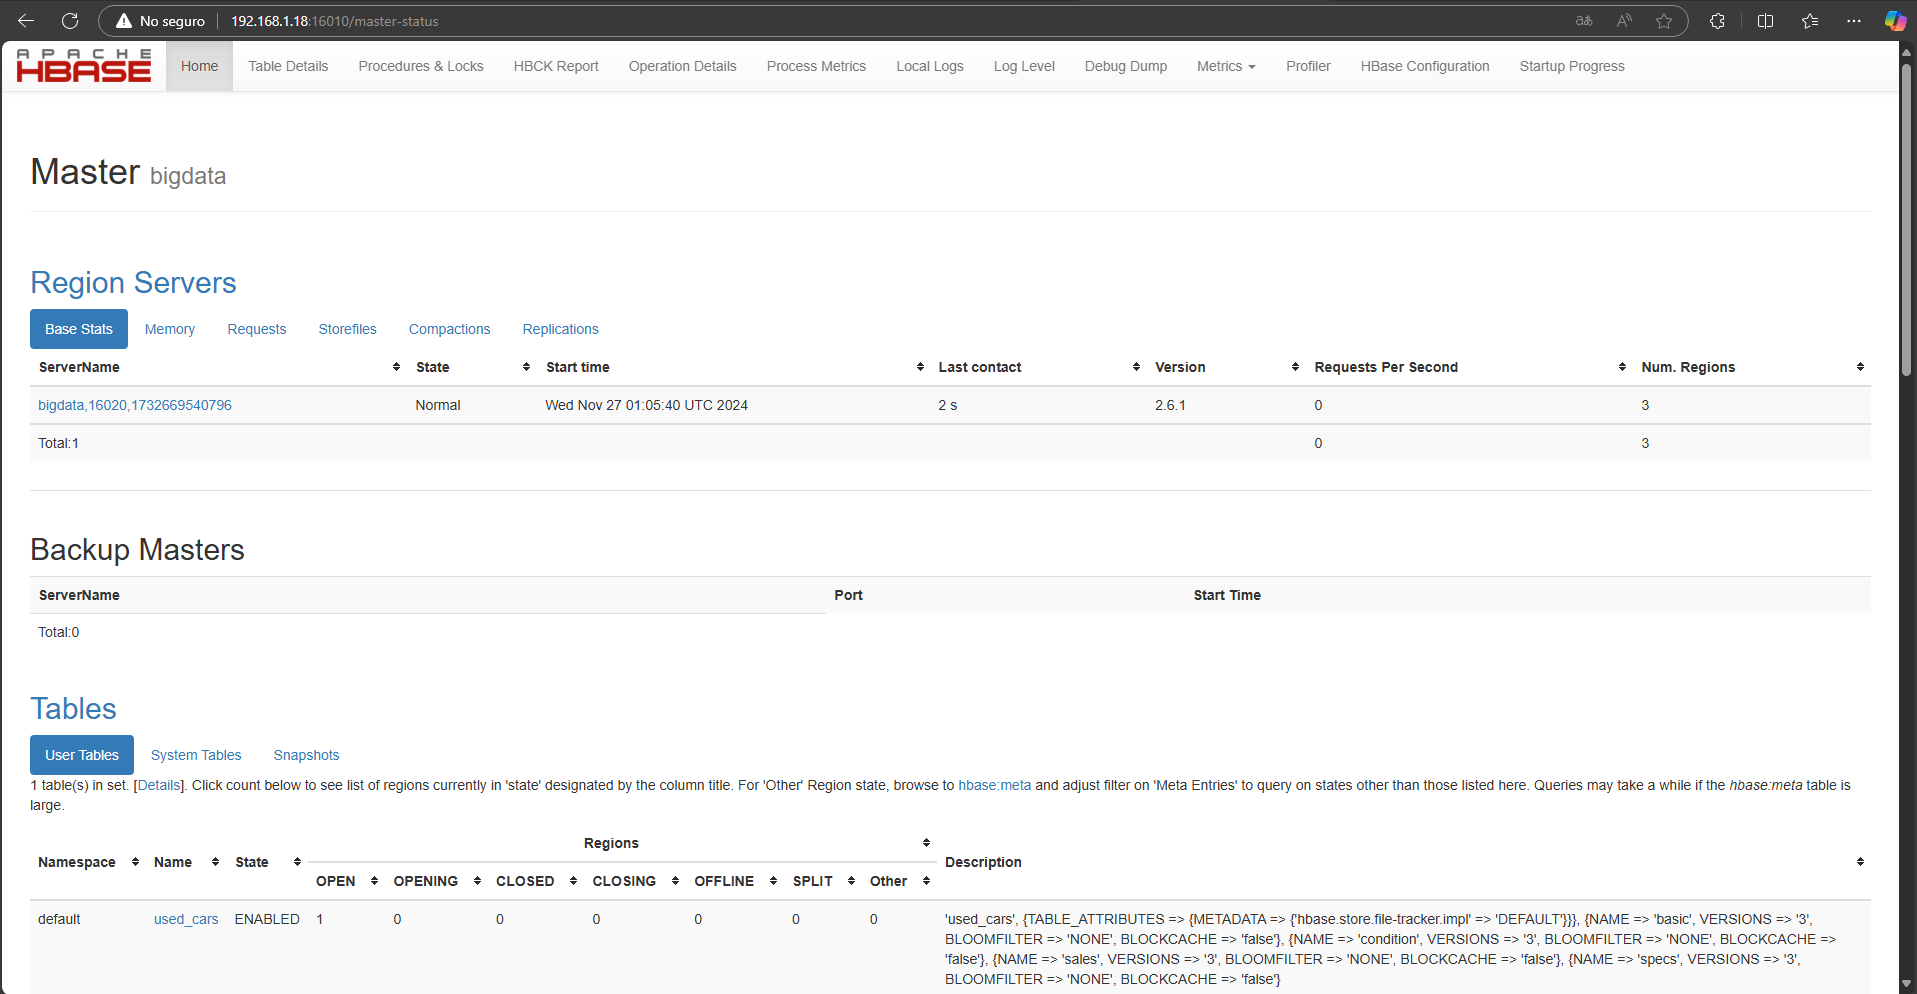 No seguro 192.168.1.18:16010/master-status
APACHE
HBASE
Home Table Details Procedures & Locks HBCK Report Operation Details Process Metrics Local Logs Log Level Debug Dump Metrics Profiler HBase Configuration Startup Progress
Master bigdata
Region Servers
Base Stats Memory Requests Storefiles Compactions Replications
ServerName State Start time Last contact Version Requests Per Second Num. Regions
bigdata,16020,1732669540796 Normal Wed Nov 27 01:05:40 UTC 2024 2 s 2.6.1 0 3
Total:1 0 3
Backup Masters
ServerName Port Start Time
Total:0
Tables
User Tables System Tables Snapshots
1 table(s) in set. [Details]. Click count below to see list of regions currently in 'state' designated by the column title. For 'Other' Region state, browse to hbase:meta and adjust filter on 'Meta Entries' to query on states other than those listed here. Queries may take a while if the hbase:meta table is
large.
Regions
Namespace Name State Description
OPEN OPENING CLOSED CLOSING OFFLINE SPLIT Other
default used_cars ENABLED 1 0 0 0 0 0 0 'used_cars', {TABLE_ATTRIBUTES => {METADATA => {'hbase.store.file-tracker.impl' => 'DEFAULT'}}}, {NAME => 'basic', VERSIONS => '3',
BLOOMFILTER => 'NONE', BLOCKCACHE => 'false'}, {NAME => 'condition', VERSIONS => '3', BLOOMFILTER => 'NONE', BLOCKCACHE =>
'false'}, {NAME => 'sales', VERSIONS => '3', BLOOMFILTER => 'NONE', BLOCKCACHE => 'false'}, {NAME => 'specs', VERSIONS => '3',
BLOOMFILTER => 'NONE', BLOCKCACHE => 'false'}